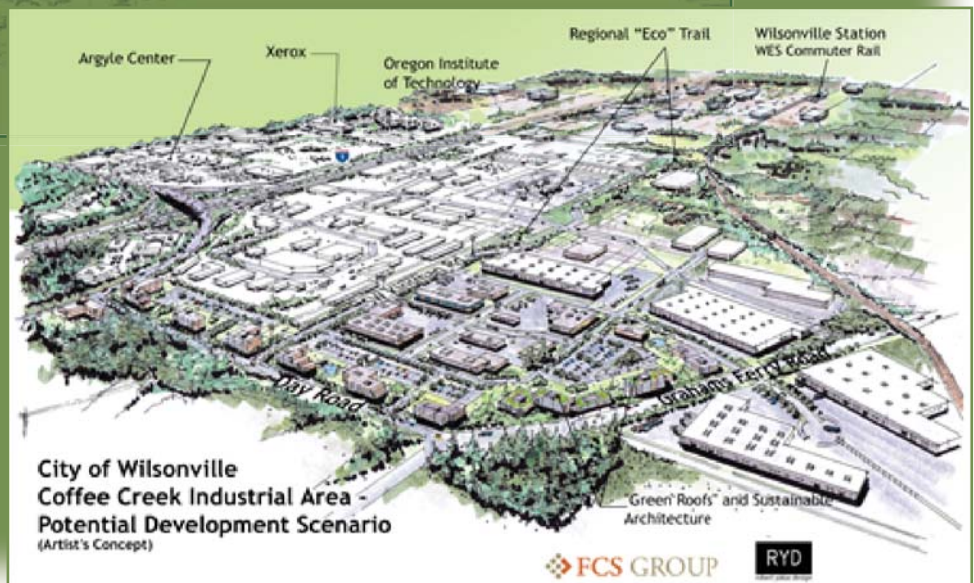 Argyle Center
Xerox
Oregon Institute
of Technology
Regional "Eco" Trail
Wilsonville Station
WES Commuter Rail
5
Day Road
Grahams Ferry Road
City of Wilsonville
Coffee Creek Industrial Area -
Potential Development Scenario
(Artist's Concept)
"Green Roofs" and Sustainable
Architecture
FCS GROUP
RYD